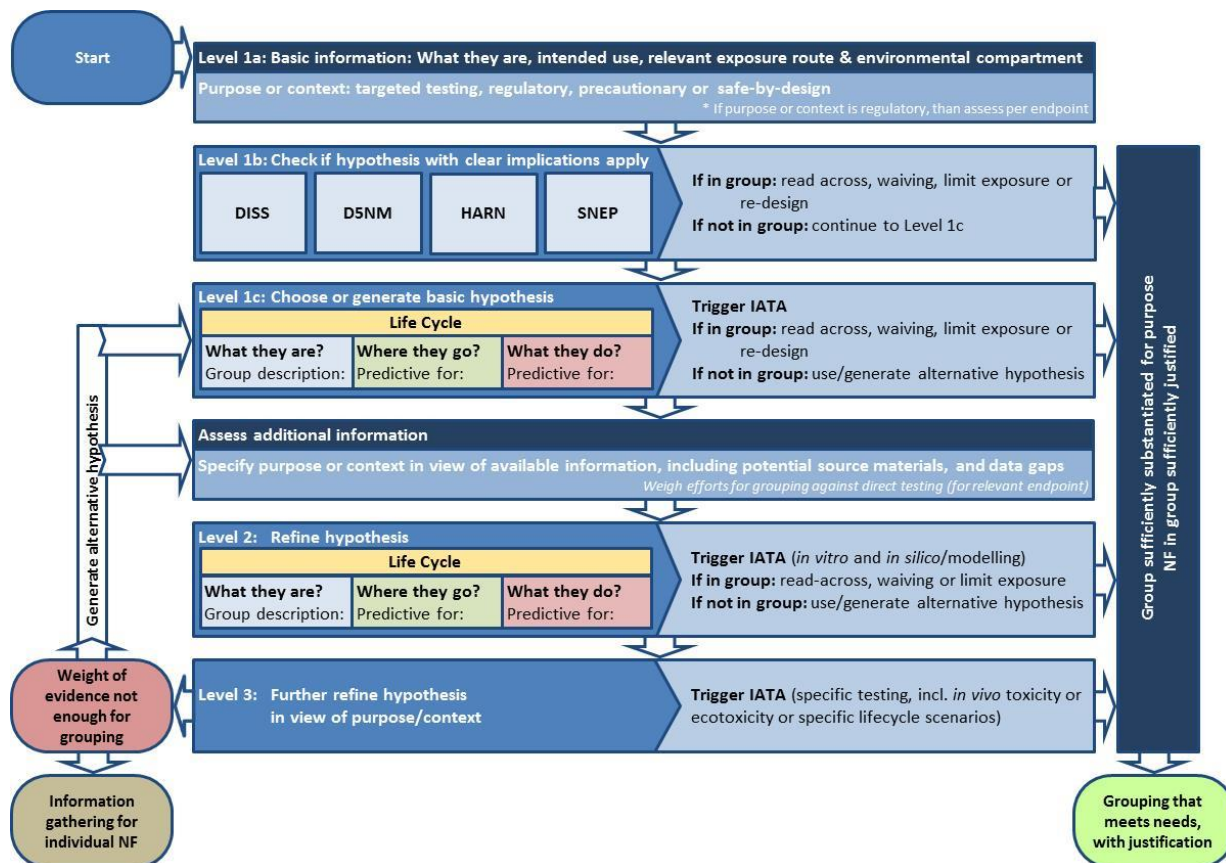 Start
Level 1a: Basic information: What they are, intended use, relevant exposure route & environmental compartment
Purpose or context: targeted testing, regulatory, precautionary or safe-by-design
* If purpose or context is regulatory, than assess per endpoint
Level 1b: Check if hypothesis with clear implications apply
DISS
D5NM
HARN
SNEP
If in group: read across, waiving, limit exposure or
re-design
If not in group: continue to Level 1c
Level 1c: Choose or generate basic hypothesis
Life Cycle
What they are?
Group description:
Where they go?
Predictive for:
What they do?
Predictive for:
Trigger IATA
If in group: read across, waiving, limit exposure or
re-design
If not in group: use/generate alternative hypothesis
Assess additional information
Specify purpose or context in view of available information, including potential source materials, and data gaps
Weigh efforts for grouping against direct testing (for relevant endpoint)
Level 2: Refine hypothesis
Life Cycle
What they are?
Group description:
Where they go?
Predictive for:
What they do?
Predictive for:
Trigger IATA (in vitro and in silico/modelling)
If in group: read-across, waiving or limit exposure
If not in group: use/generate alternative hypothesis
Level 3: Further refine hypothesis
in view of purpose/context
Trigger IATA (specific testing, incl. in vivo toxicity or
ecotoxicity or specific lifecycle scenarios)
Generate alternative hypothesis
Weight of
evidence not
enough for
grouping
Information
gathering for
individual NF
Group sufficiently substantiated for purpose
NF in group sufficiently justified
Grouping that
meets needs,
with justification